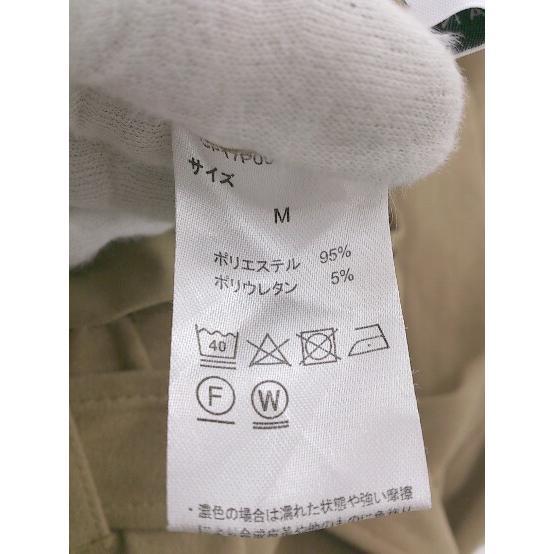 サイズ
M
ポリエステル 95%
ポリウレタン 5%
40
F W
・濃色の場合は濡れた状態や強い摩擦